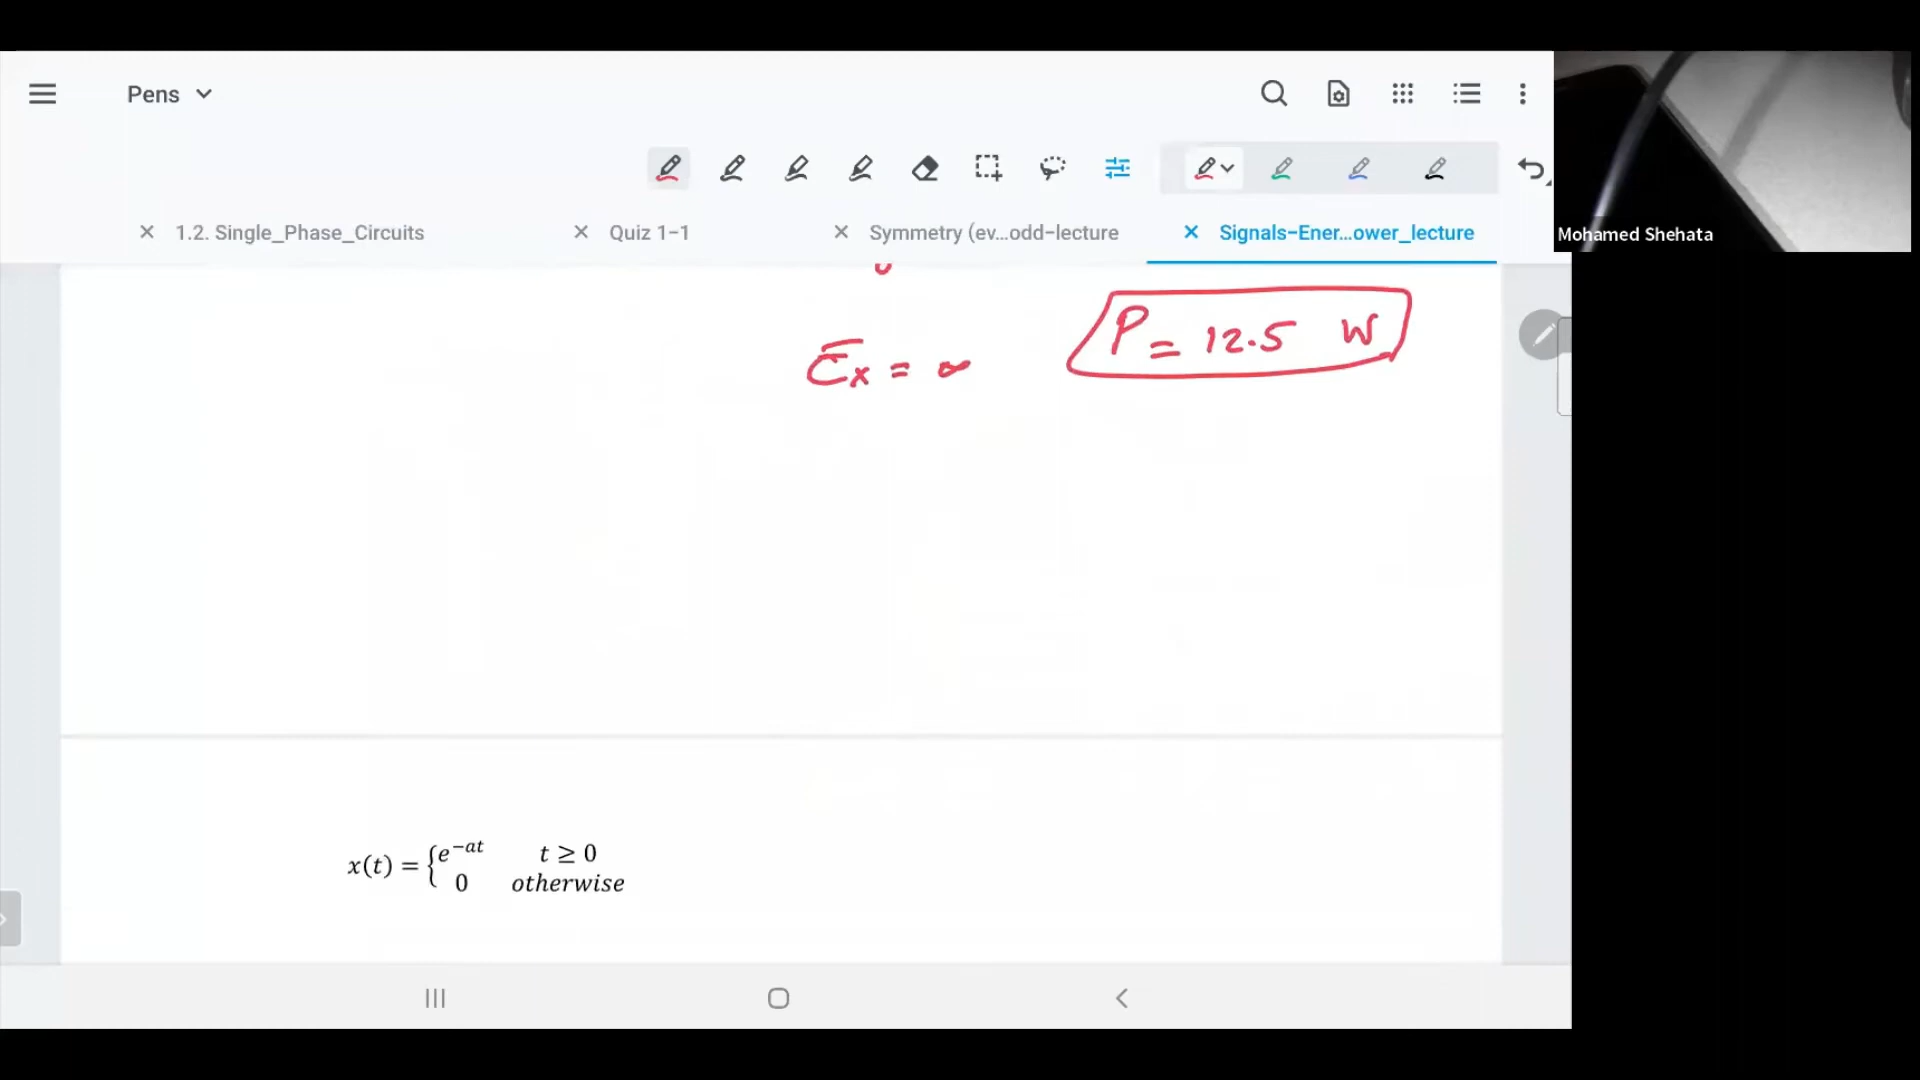 Pens
1.2. Single_Phase_Circuits
Quiz 1-1
Symmetry (ev...odd-lecture
Signals-Ener...ower_lecture
Mohamed Shehata
P = 12.5 W
Ex = ∞
x(t) = { e^{-at} t ≥ 0
0 otherwise